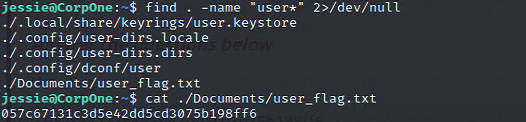 jessie@CorpOne:~$ find . -name "user*" 2>/dev/null
./.local/share/keyrings/user.keystore
./.config/user-dirs.locale
./.config/user-dirs.dirs
./.config/dconf/user
./Documents/user_flag.txt
jessie@CorpOne:~$ cat ./Documents/user_flag.txt
057c67131c3d5e42dd5cd3075b198ff6